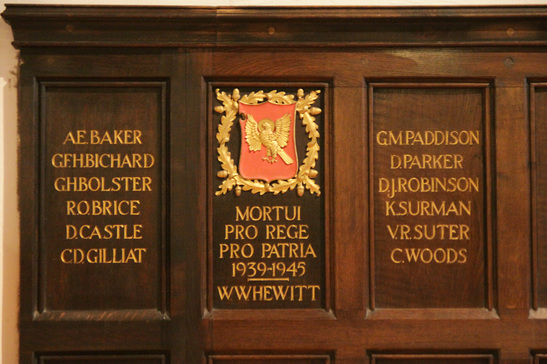 A.E.BAKER
G.F.H.BICHARD
G.H.BOLSTER
R.O.BRICE
D.CASTLE
C.D.GILLIAT
MORTUI
PRO REGE
PRO PATRIA
1939-1945
W.W.HEWITT
G.M.PADDISON
D.PARKER
D.J.ROBINSON
K.SURMAN
V.R.SUTER
C.WOODS